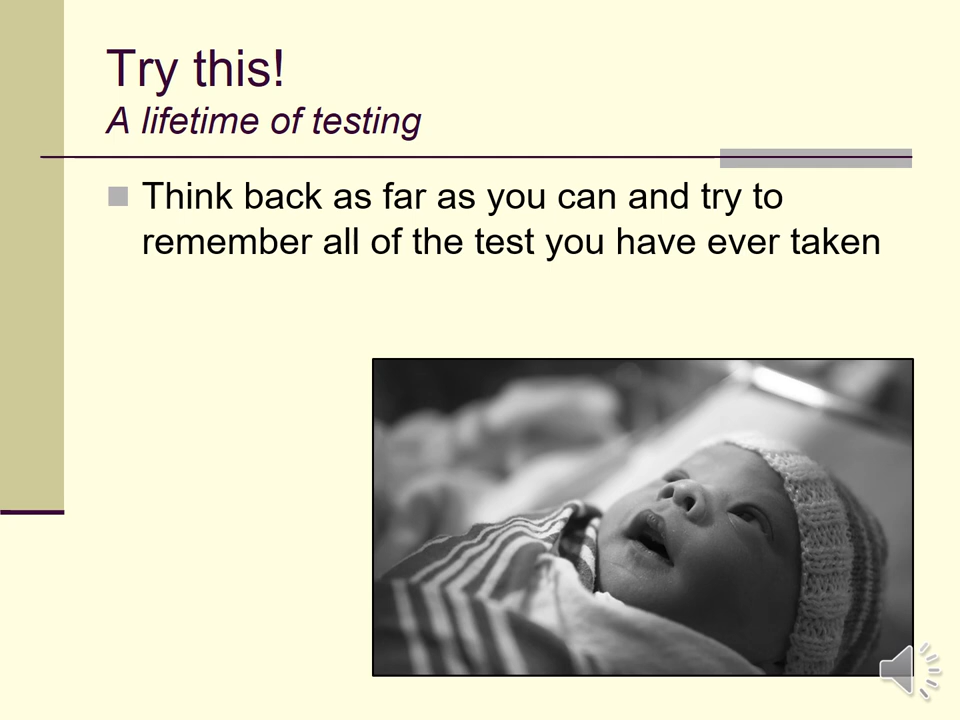 Try this!
A lifetime of testing
Think back as far as you can and try to
remember all of the test you have ever taken